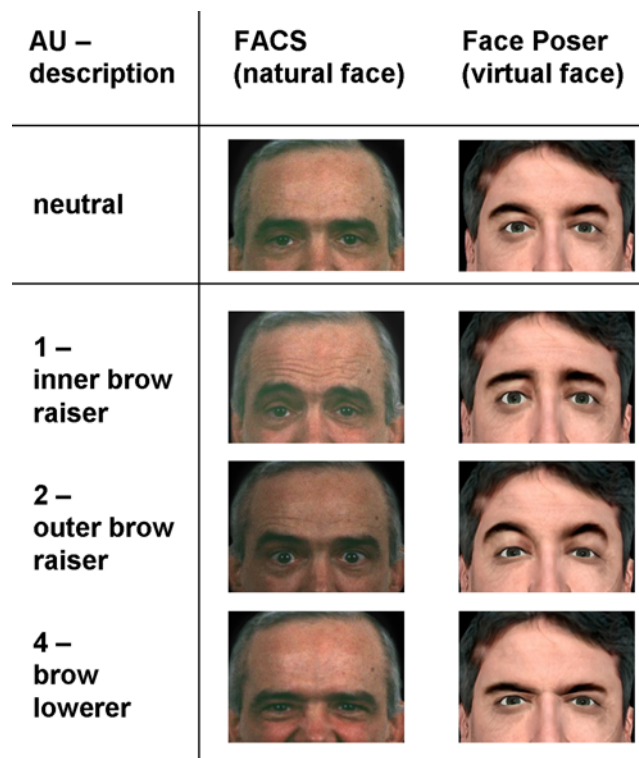 AU –
description
FACS
(natural face)
Face Poser
(virtual face)
neutral
1 –
inner brow
raiser
2 –
outer brow
raiser
4 –
brow
lowerer